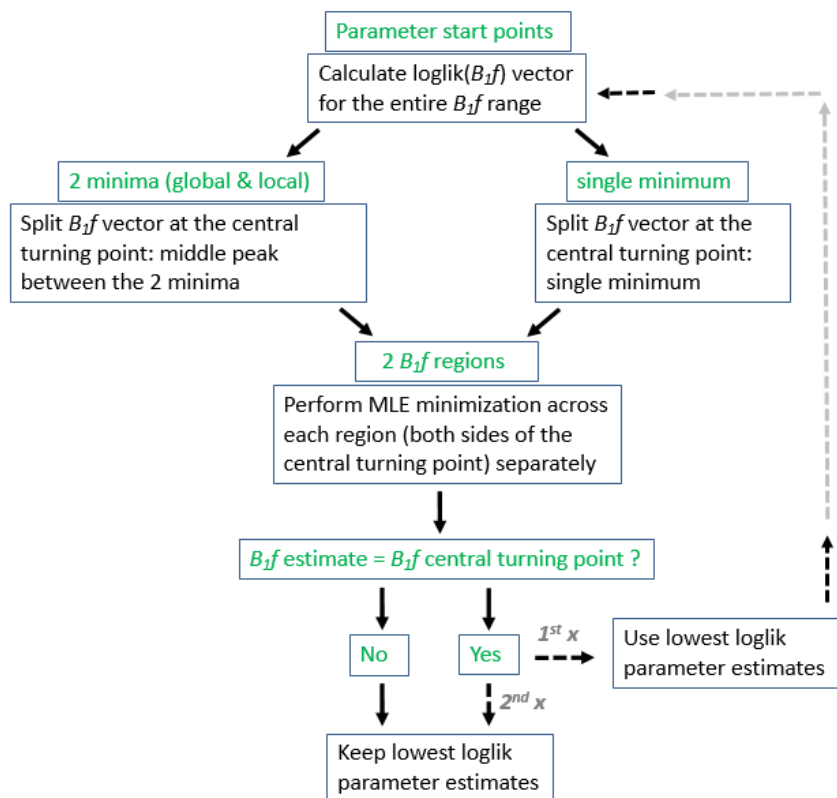 Parameter start points
Calculate loglik(B₁f) vector
for the entire B₁f range
2 minima (global & local)
single minimum
Split B₁f vector at the central
turning point: middle peak
between the 2 minima
Split B₁f vector at the
central turning point:
single minimum
2 B₁f regions
Perform MLE minimization across
each region (both sides of the
central turning point) separately
B₁f estimate = B₁f central turning point ?
No
Yes
1st x
2nd x
Use lowest loglik
parameter estimates
Keep lowest loglik
parameter estimates